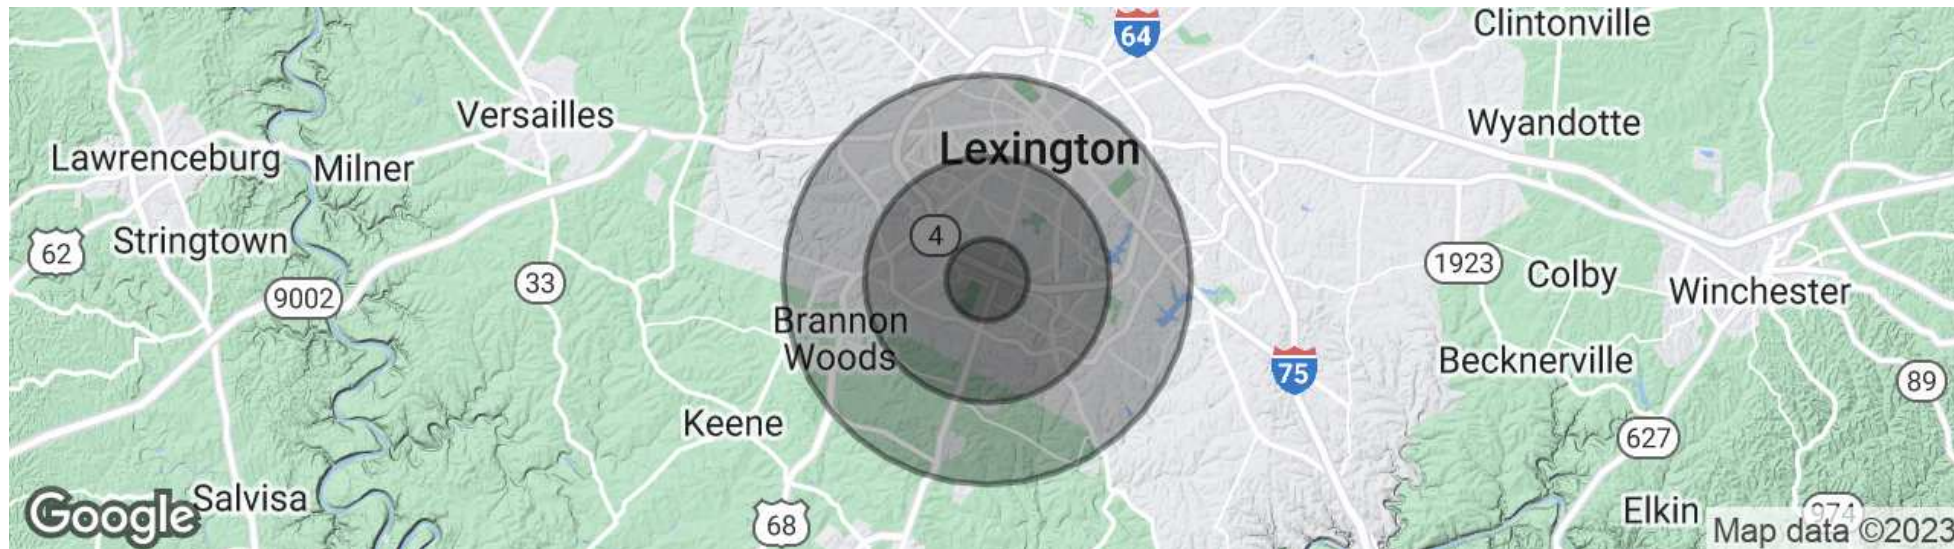 64
Clintonville
Versailles
Wyandotte
Lexington
Lawrenceburg
Milner
62
Stringtown
4
1923
33
9002
Colby
Winchester
Brannon
Woods
75
Becknerville
89
Keene
627
Google
Salvisa
68
Elkin
974
Map data ©2023